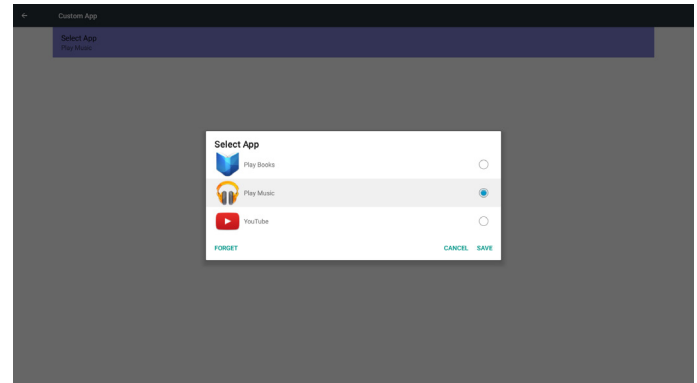 Custom App
Select App
Play Music
Select App
Play Books
Play Music
YouTube
FORGET CANCEL SAVE